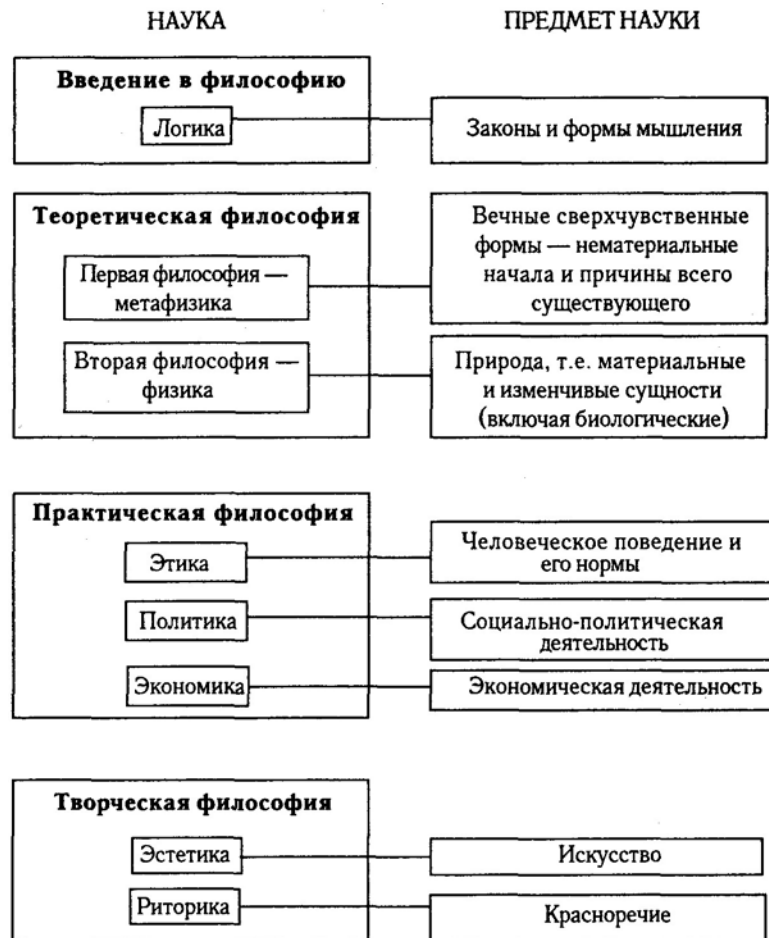 НАУКА
ПРЕДМЕТ НАУКИ
Введение в философию
Логика
Законы и формы мышления
Теоретическая философия
Первая философия —
метафизика
Вечные сверхчувственные
формы — нематериальные
начала и причины всего
существующего
Вторая философия —
физика
Природа, т.е. материальные
и изменчивые сущности
(включая биологические)
Практическая философия
Этика
Человеческое поведение и
его нормы
Политика
Социально-политическая
деятельность
Экономика
Экономическая деятельность
Творческая философия
Эстетика
Искусство
Риторика
Красноречие